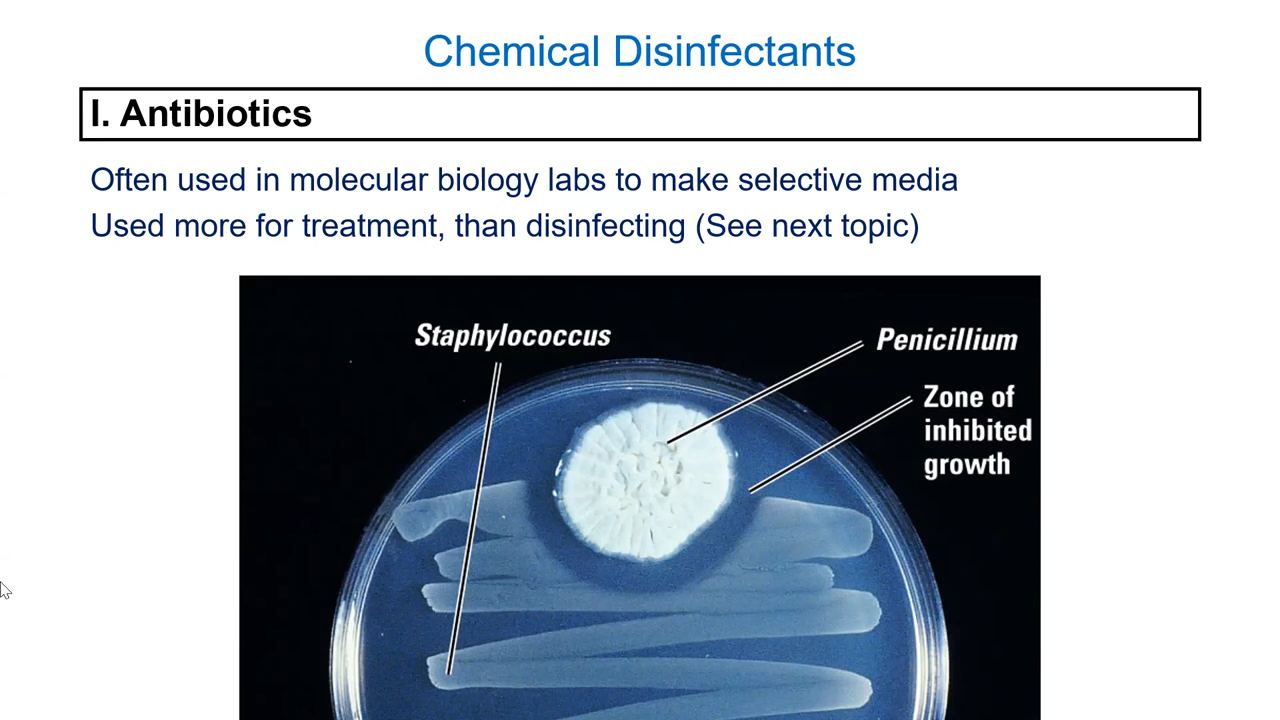 Chemical Disinfectants
I. Antibiotics
Often used in molecular biology labs to make selective media
Used more for treatment, than disinfecting (See next topic)
Staphylococcus
Penicillium
Zone of
inhibited
growth